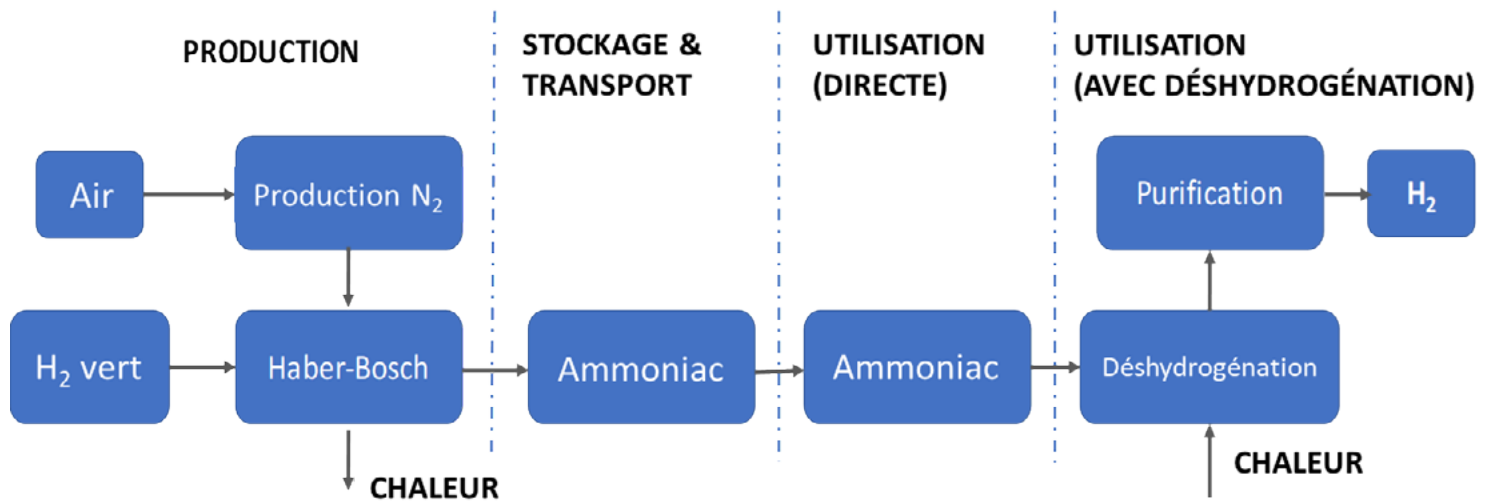 PRODUCTION
STOCKAGE &
TRANSPORT
UTILISATION
(DIRECTE)
UTILISATION
(AVEC DÉSHYDROGÉNATION)
Air
Production N₂
Purification
H₂
H₂ vert
Haber-Bosch
Ammoniac
Ammoniac
Déshydrogénation
CHALEUR
CHALEUR